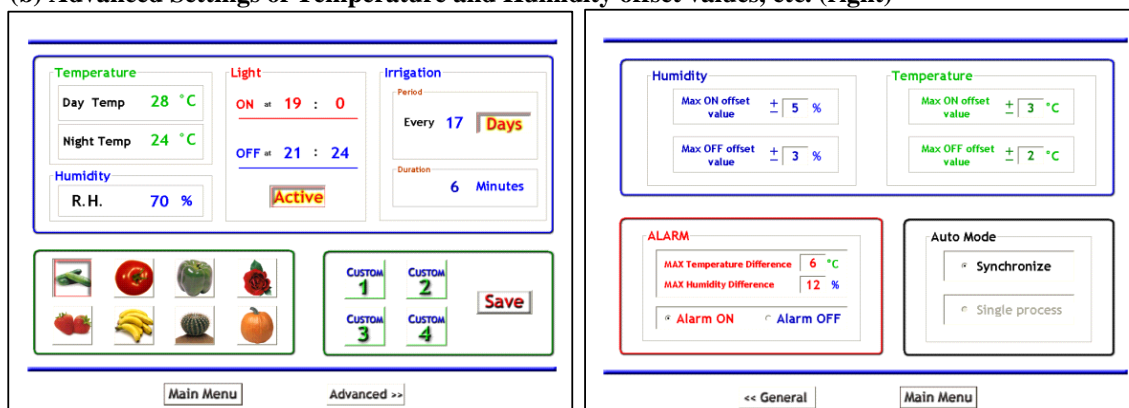 (b) Advanced Settings of Temperature and Humidity offset values, etc. (right)
Temperature
Day Temp 28 °C
Night Temp 24 °C
Humidity
R.H. 70 %
Light
ON at 19 : 0
OFF at 21 : 24
Active
Irrigation
Period
Every 17 Days
Duration
6 Minutes
CUSTOM 1
CUSTOM 2
CUSTOM 3
CUSTOM 4
Save
Main Menu
Advanced >>
Humidity
Max ON offset
value ± 5 %
Max OFF offset
value ± 3 %
Temperature
Max ON offset
value ± 3 °C
Max OFF offset
value ± 2 °C
ALARM
MAX Temperature Difference 6 °C
MAX Humidity Difference 12 %
Alarm ON Alarm OFF
Auto Mode
Synchronize
Single process
<< General
Main Menu